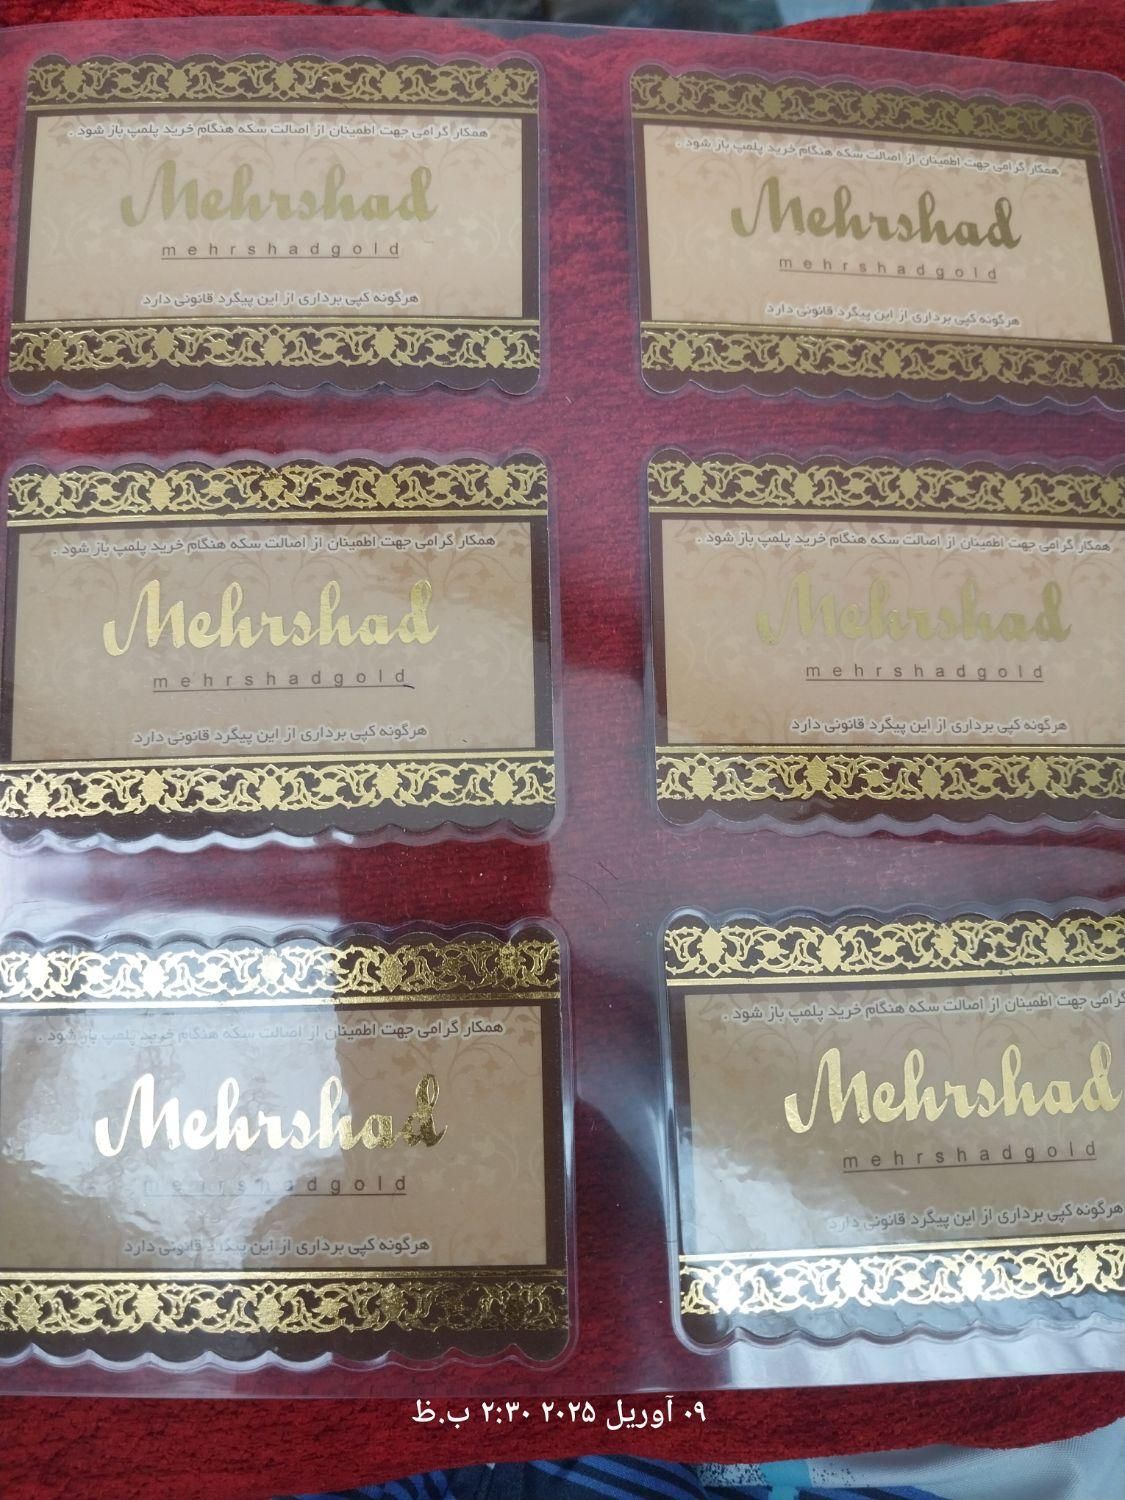 همکار گرامی جهت اطمینان از اصالت سکه هنگام خرید پلمپ باز شود .
Mehrshad
mehrshadgold
هرگونه کپی برداری از این پیگرد قانونی دارد
همکار گرامی جهت اطمینان از اصالت سکه هنگام خرید پلمپ باز شود .
Mehrshad
mehrshadgold
هرگونه کپی برداری از این پیگرد قانونی دارد
همکار گرامی جهت اطمینان از اصالت سکه هنگام خرید پلمپ باز شود .
Mehrshad
mehrshadgold
هرگونه کپی برداری از این پیگرد قانونی دارد
همکار گرامی جهت اطمینان از اصالت سکه هنگام خرید پلمپ باز شود .
Mehrshad
mehrshadgold
هرگونه کپی برداری از این پیگرد قانونی دارد
همکار گرامی جهت اطمینان از اصالت سکه هنگام خرید پلمپ باز شود .
Mehrshad
mehrshadgold
هرگونه کپی برداری از این پیگرد قانونی دارد
گرامی جهت اطمینان از اصالت سکه هنگام خرید پلمپ باز شود .
Mehrshad
mehrshadgold
هرگونه کپی برداری از این پیگرد قانونی دارد
۰۹ آوریل ۲۰۲۵ ۲:۳۰ ب.ظ